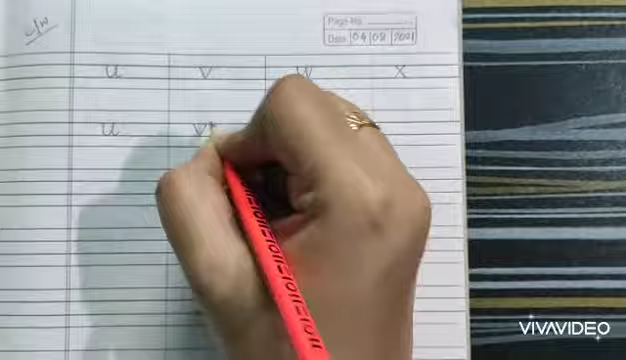 C/W
Page No.
Date 04 08 2021
u v w x
u v
VIVAVIDEO